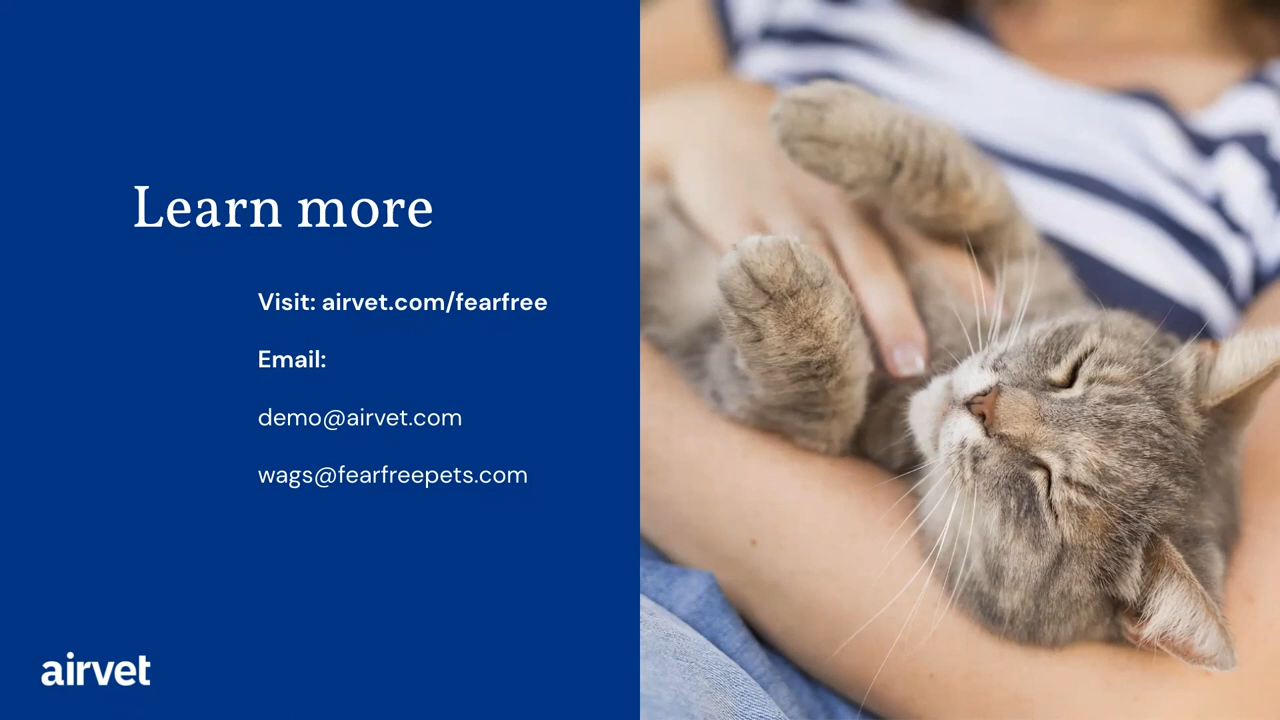 Learn more
Visit: airvet.com/fearfree
Email:
demo@airvet.com
wags@fearfreepets.com
airvet